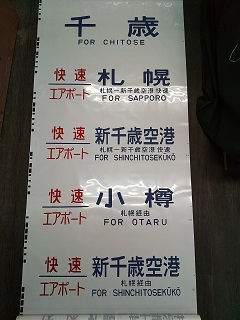 千歳
FOR CHITOSE
快速 札幌
エアポート 札幌－新千歳空港 快速
FOR SAPPORO
快速 新千歳空港
エアポート 札幌－新千歳空港 快速
FOR SHINCHITOSEKŪKŌ
快速 小樽
エアポート 札幌経由
FOR OTARU
快速 新千歳空港
エアポート 札幌経由
FOR SHINCHITOSEKŪKŌ